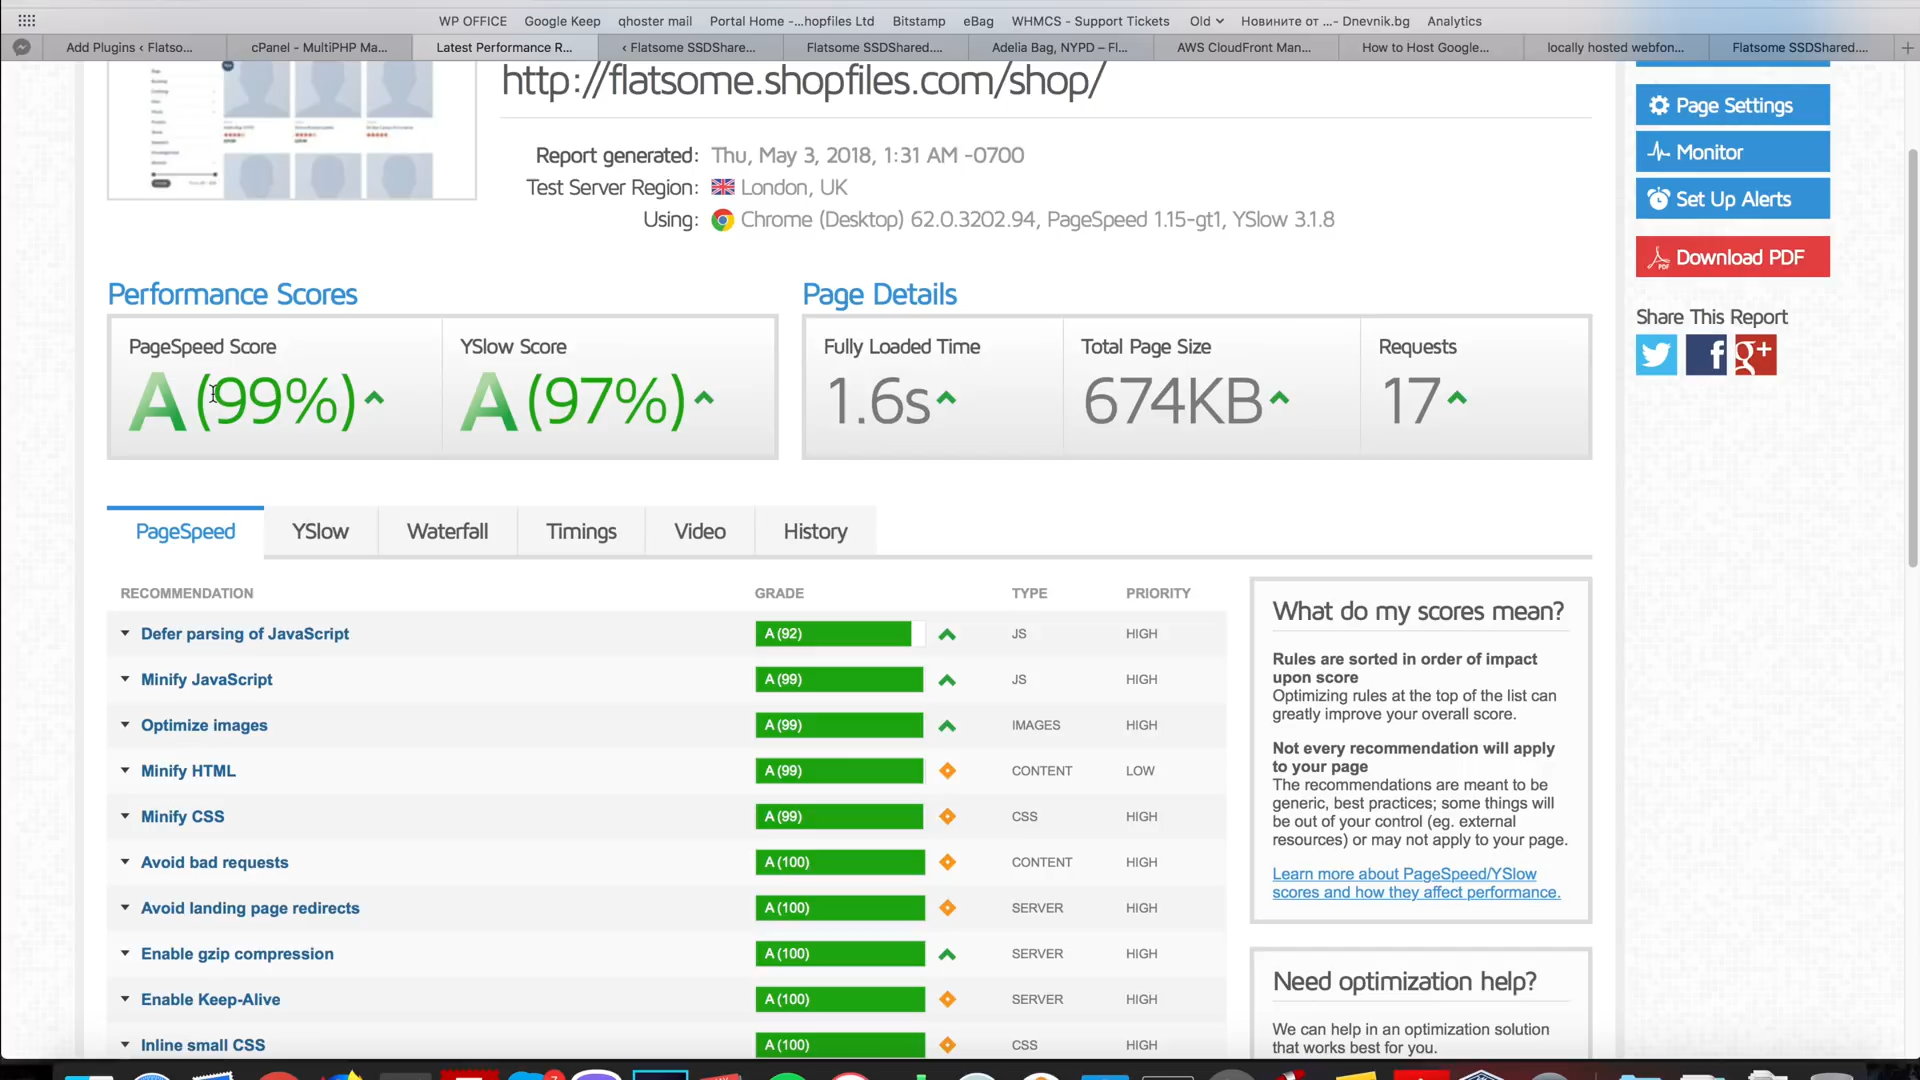 WP OFFICE Google Keep qhoster mail Portal Home -...hopfiles Ltd Bitstamp eBag WHMCS - Support Tickets Old Новините от ...- Dnevnik.bg Analytics
Add Plugins ‹ Flatso... cPanel - MultiPHP Ma... Latest Performance R... ‹ Flatsome SSDShare... Flatsome SSDShared.... Adelia Bag, NYPD – Fl... AWS CloudFront Man... How to Host Google... locally hosted webfon... Flatsome SSDShared....
http://flatsome.shopfiles.com/shop/
Page Settings
Monitor
Set Up Alerts
Download PDF
Share This Report
Report generated: Thu, May 3, 2018, 1:31 AM -0700
Test Server Region: London, UK
Using: Chrome (Desktop) 62.0.3202.94, PageSpeed 1.15-gt1, YSlow 3.1.8
Performance Scores
PageSpeed Score YSlow Score
A (99%) A (97%)
Page Details
Fully Loaded Time Total Page Size Requests
1.6s 674KB 17
PageSpeed YSlow Waterfall Timings Video History
RECOMMENDATION GRADE TYPE PRIORITY
Defer parsing of JavaScript A (92) JS HIGH
Minify JavaScript A (99) JS HIGH
Optimize images A (99) IMAGES HIGH
Minify HTML A (99) CONTENT LOW
Minify CSS A (99) CSS HIGH
Avoid bad requests A (100) CONTENT HIGH
Avoid landing page redirects A (100) SERVER HIGH
Enable gzip compression A (100) SERVER HIGH
Enable Keep-Alive A (100) SERVER HIGH
Inline small CSS A (100) CSS HIGH
What do my scores mean?
Rules are sorted in order of impact
upon score
Optimizing rules at the top of the list can
greatly improve your overall score.
Not every recommendation will apply
to your page
The recommendations are meant to be
generic, best practices; some things will
be out of your control (eg. external
resources) or may not apply to your page.
Learn more about PageSpeed/YSlow
scores and how they affect performance.
Need optimization help?
We can help in an optimization solution
that works best for you.